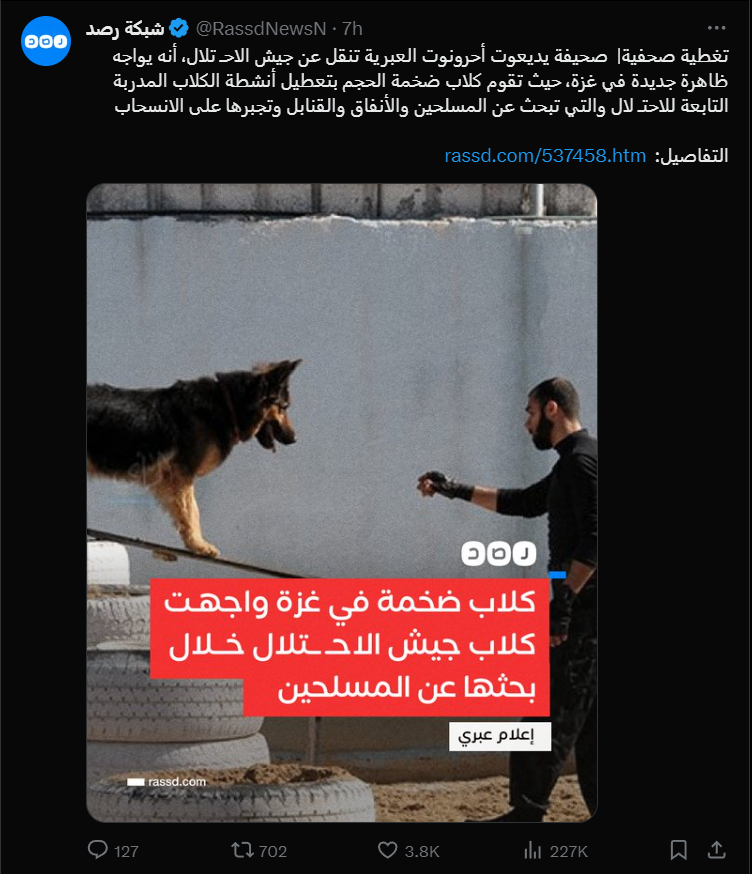 شبكة رصد @RassdNewsN · 7h
تغطية صحفية| صحيفة يديعوت أحرونوت العبرية تنقل عن جيش الاحـ تلال، أنه يواجه
ظاهرة جديدة في غزة، حيث تقوم كلاب ضخمة الحجم بتعطيل أنشطة الكلاب المدربة
التابعة للاحتـ لال والتي تبحث عن المسلحين والأنفاق والقنابل وتجبرها على الانسحاب
التفاصيل: rassd.com/537458.htm
رصد
كلاب ضخمة في غزة واجهت
كلاب جيش الاحـ ـتلال خـلال
بحثها عن المسلحين
إعلام عبري
rassd.com
127 702 3.8K 227K